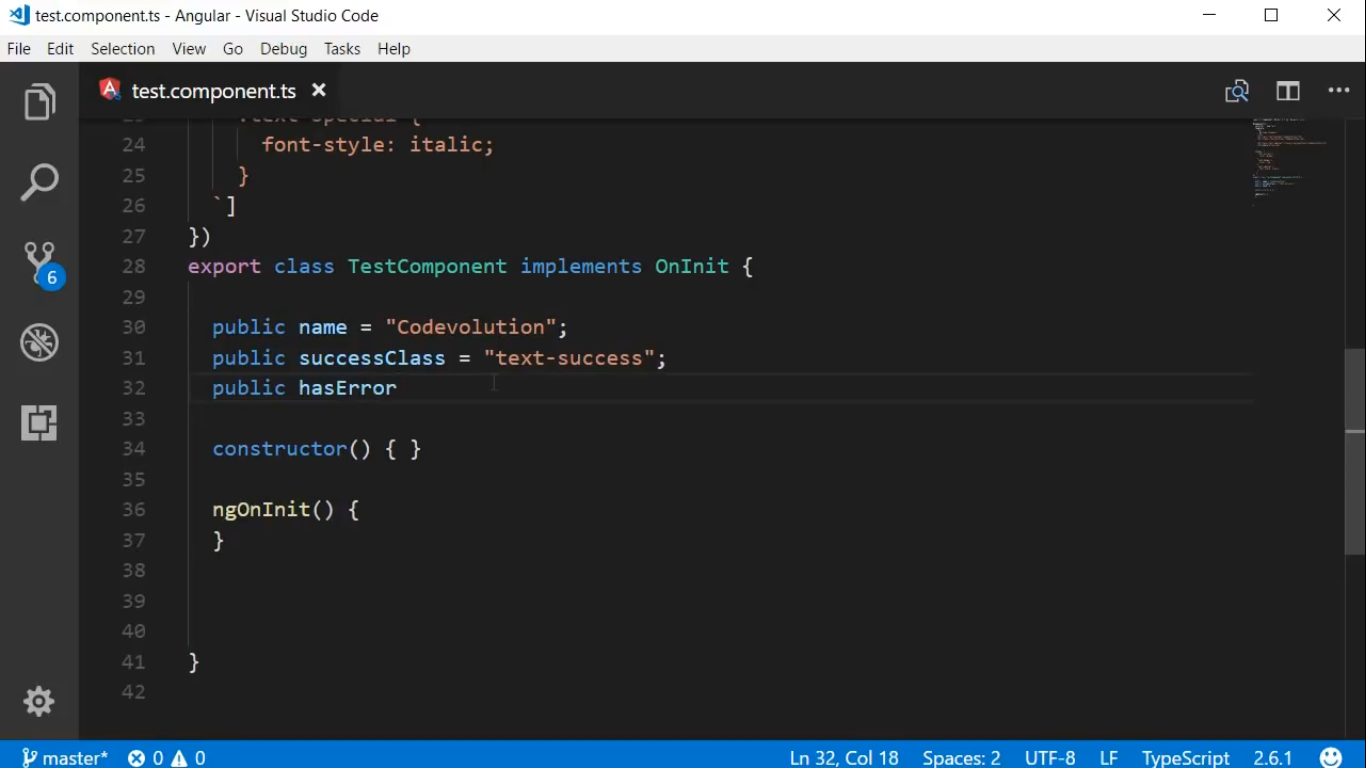 test.component.ts - Angular - Visual Studio Code
File Edit Selection View Go Debug Tasks Help
test.component.ts
24 font-style: italic;
25 }
26 `]
27 })
28 export class TestComponent implements OnInit {
29
30 public name = "Codevolution";
31 public successClass = "text-success";
32 public hasError
33
34 constructor() { }
35
36 ngOnInit() {
37 }
38
39
40
41 }
42
6
master* 0 0 Ln 32, Col 18 Spaces: 2 UTF-8 LF TypeScript 2.6.1